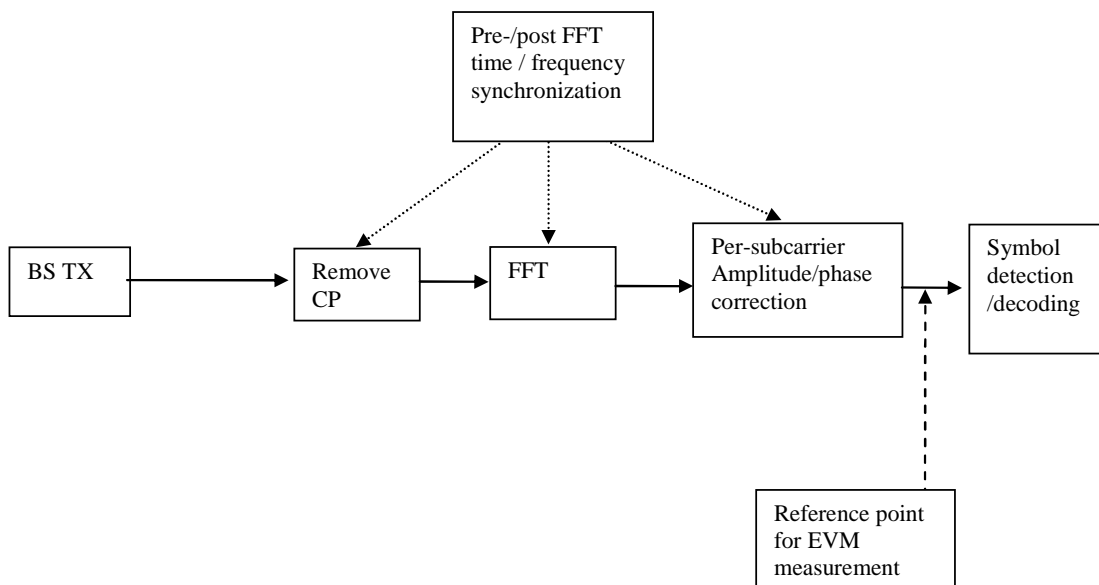 Pre-/post FFT
time / frequency
synchronization
BS TX
Remove
CP
FFT
Per-subcarrier
Amplitude/phase
correction
Symbol
detection
/decoding
Reference point
for EVM
measurement